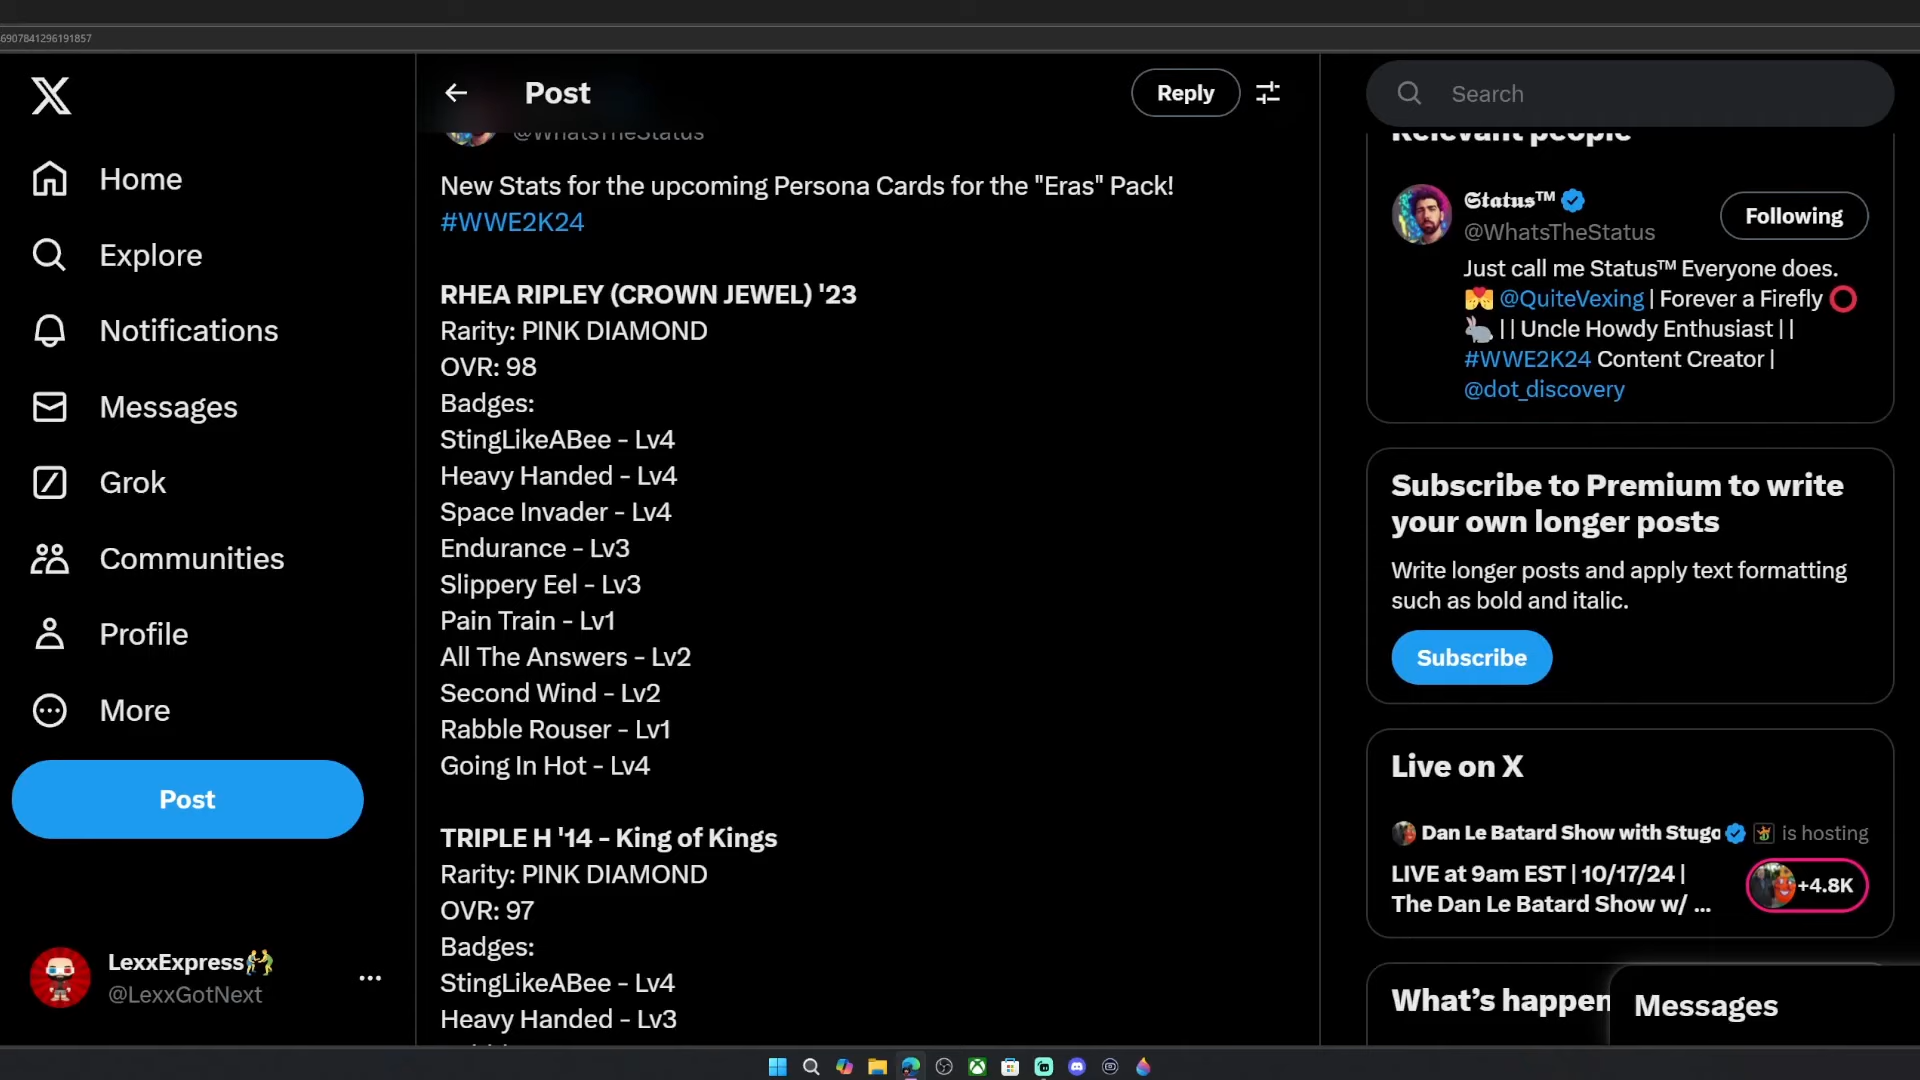 6907841296191857
Home
Explore
Notifications
Messages
Grok
Communities
Profile
More
Post
LexxExpress
@LexxGotNext
Post
Reply
@WhatsTheStatus
New Stats for the upcoming Persona Cards for the "Eras" Pack!
#WWE2K24
RHEA RIPLEY (CROWN JEWEL) '23
Rarity: PINK DIAMOND
OVR: 98
Badges:
StingLikeABee - Lv4
Heavy Handed - Lv4
Space Invader - Lv4
Endurance - Lv3
Slippery Eel - Lv3
Pain Train - Lv1
All The Answers - Lv2
Second Wind - Lv2
Rabble Rouser - Lv1
Going In Hot - Lv4
TRIPLE H '14 - King of Kings
Rarity: PINK DIAMOND
OVR: 97
Badges:
StingLikeABee - Lv4
Heavy Handed - Lv3
Search
Relevant people
𝕾𝖙𝖆𝖙𝖚𝖘™
@WhatsTheStatus
Following
Just call me Status™ Everyone does.
@QuiteVexing | Forever a Firefly
| | Uncle Howdy Enthusiast | |
#WWE2K24 Content Creator |
@dot_discovery
Subscribe to Premium to write
your own longer posts
Write longer posts and apply text formatting
such as bold and italic.
Subscribe
Live on X
Dan Le Batard Show with Stugo is hosting
LIVE at 9am EST | 10/17/24 |
The Dan Le Batard Show w/ ...
+4.8K
What's happen
Messages